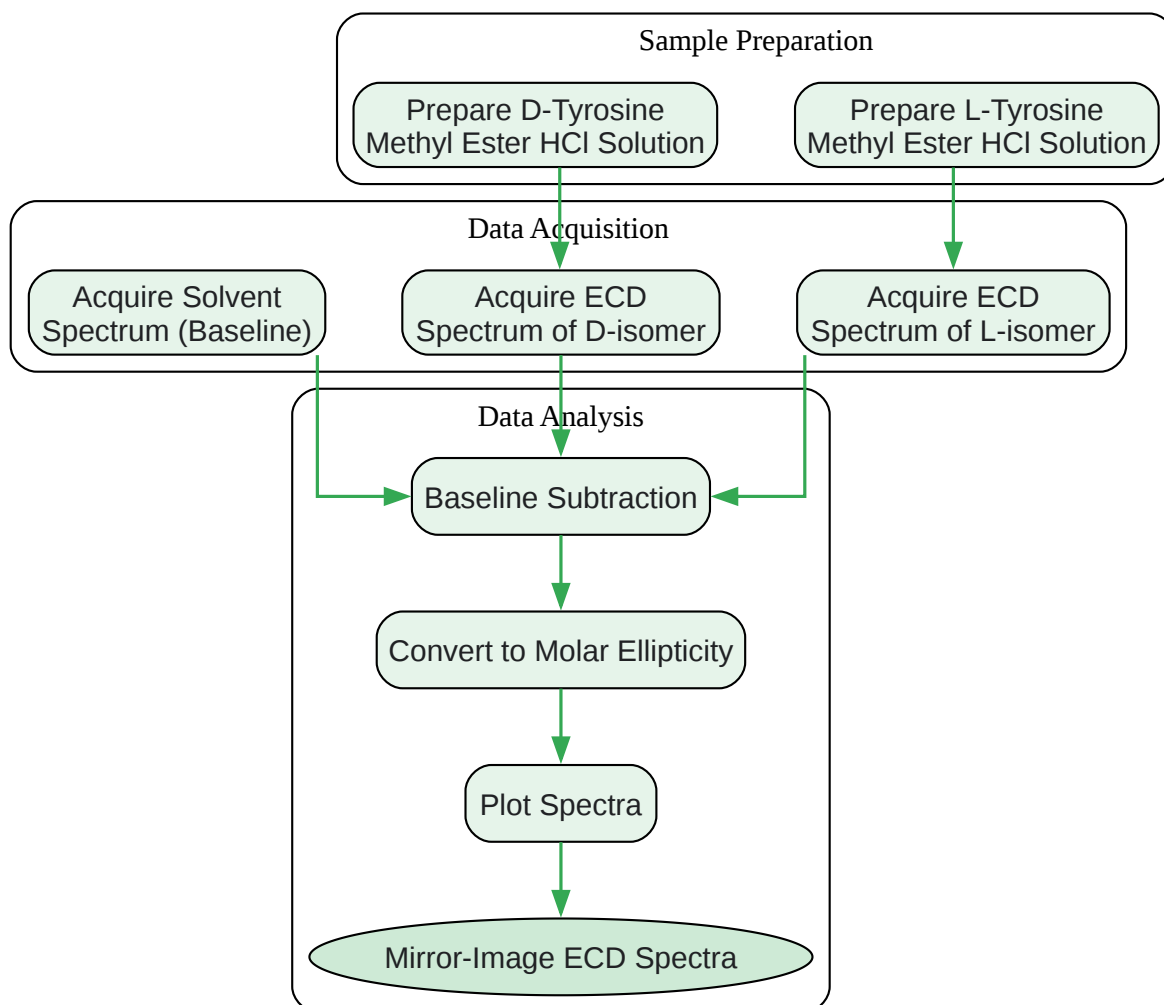 Sample Preparation
Prepare D-Tyrosine
Methyl Ester HCl Solution
Prepare L-Tyrosine
Methyl Ester HCl Solution
Data Acquisition
Acquire Solvent
Spectrum (Baseline)
Acquire ECD
Spectrum of D-isomer
Acquire ECD
Spectrum of L-isomer
Data Analysis
Baseline Subtraction
Convert to Molar Ellipticity
Plot Spectra
Mirror-Image ECD Spectra